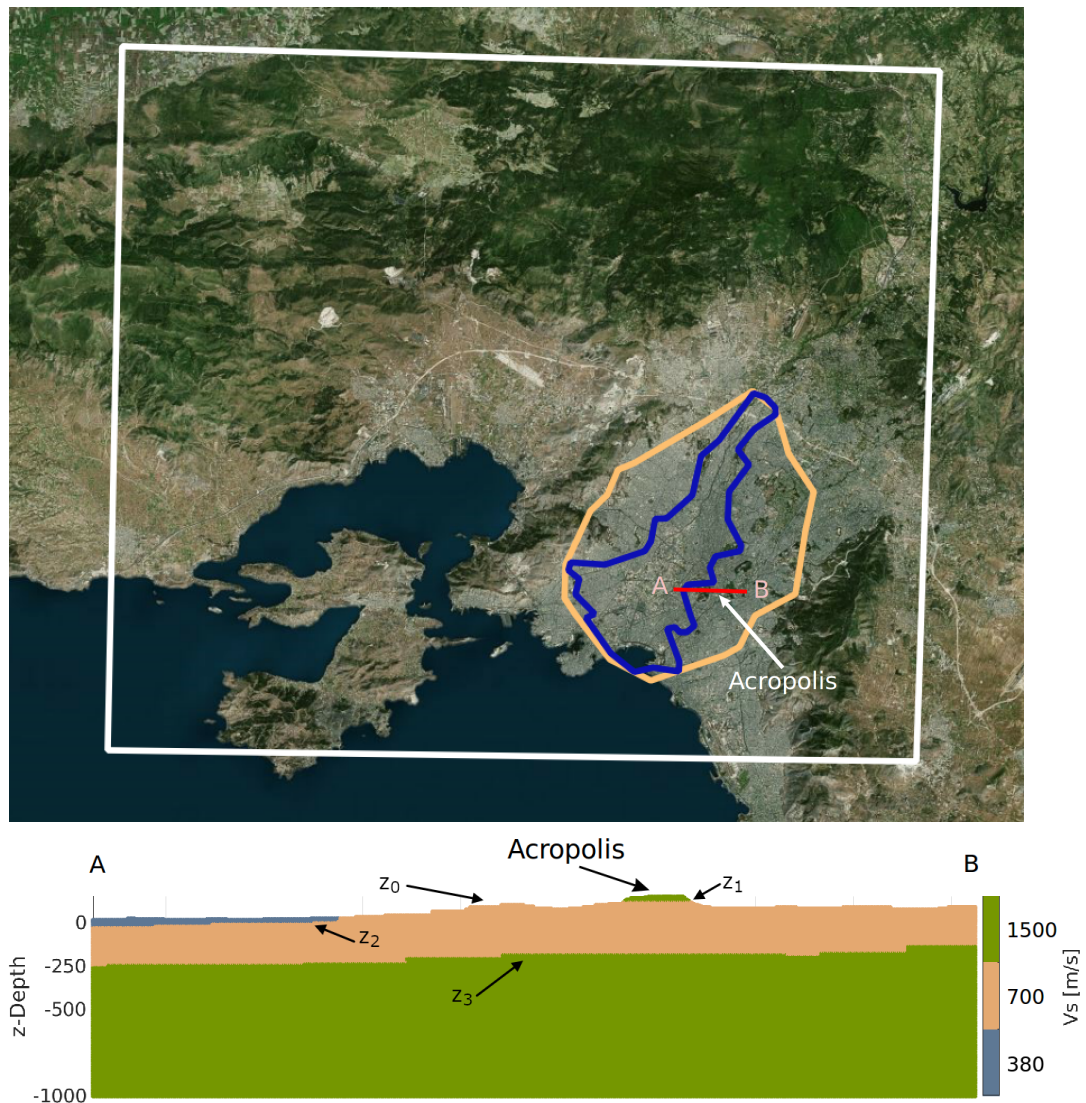 A
B
Acropolis
A
Acropolis
B
z0
z1
0
1500
z2
-250
z-Depth
700
Vs [m/s]
z3
-500
380
-1000